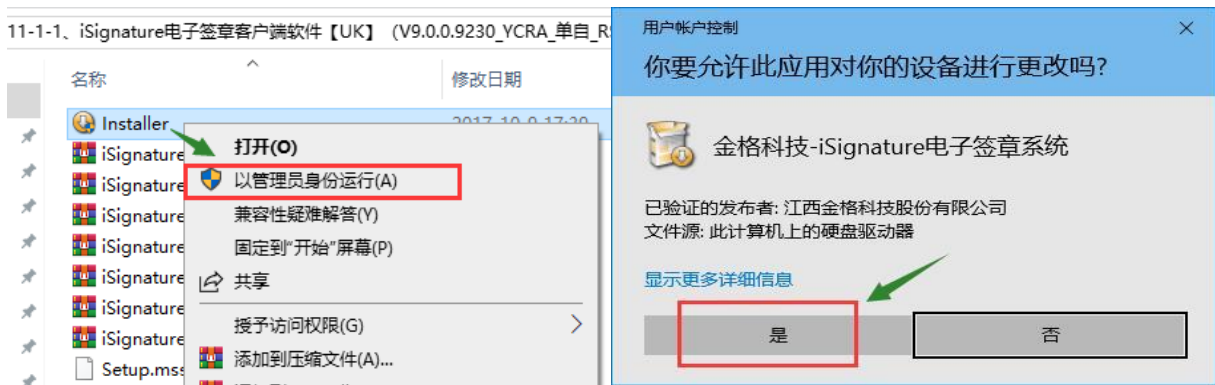 11-1-1、iSignature电子签章客户端软件【UK】（V9.0.0.9230_YCRA_单自_R
名称
修改日期
Installer
2017-10-9 17:29
iSignature
iSignature
iSignature
iSignature
iSignature
iSignature
iSignature
Setup.mss
打开(O)
以管理员身份运行(A)
兼容性疑难解答(Y)
固定到"开始"屏幕(P)
共享
授予访问权限(G)
添加到压缩文件(A)...
用户帐户控制
你要允许此应用对你的设备进行更改吗?
金格科技-iSignature电子签章系统
已验证的发布者: 江西金格科技股份有限公司
文件源: 此计算机上的硬盘驱动器
显示更多详细信息
是
否